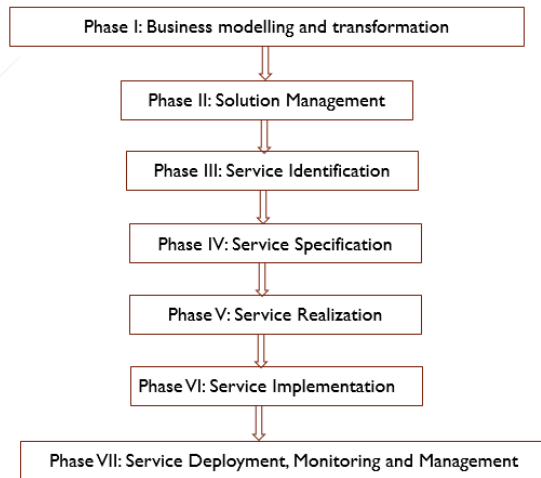 Phase I: Business modelling and transformation
Phase II: Solution Management
Phase III: Service Identification
Phase IV: Service Specification
Phase V: Service Realization
Phase VI: Service Implementation
Phase VII: Service Deployment, Monitoring and Management